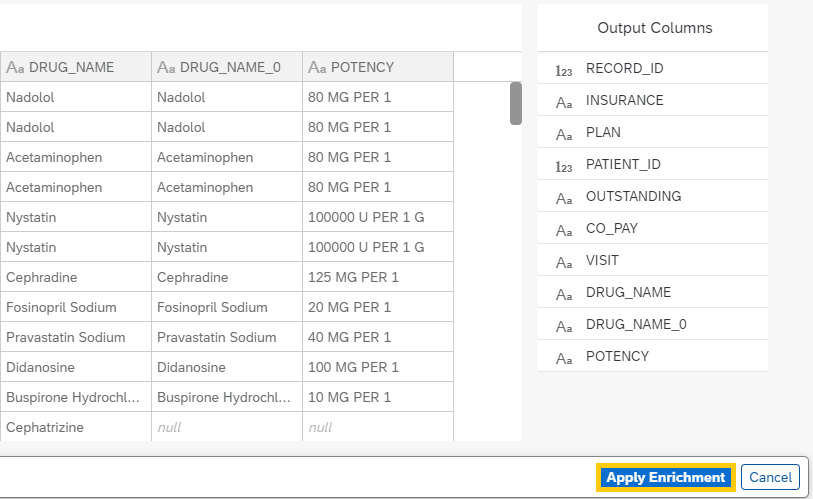 Output Columns
Aa DRUG_NAME Aa DRUG_NAME_0 Aa POTENCY
Nadolol Nadolol 80 MG PER 1
Nadolol Nadolol 80 MG PER 1
Acetaminophen Acetaminophen 80 MG PER 1
Acetaminophen Acetaminophen 80 MG PER 1
Nystatin Nystatin 100000 U PER 1 G
Nystatin Nystatin 100000 U PER 1 G
Cephradine Cephradine 125 MG PER 1
Fosinopril Sodium Fosinopril Sodium 20 MG PER 1
Pravastatin Sodium Pravastatin Sodium 40 MG PER 1
Didanosine Didanosine 100 MG PER 1
Buspirone Hydrochl... Buspirone Hydrochl... 10 MG PER 1
Cephatrizine null null
123 RECORD_ID
Aa INSURANCE
Aa PLAN
123 PATIENT_ID
Aa OUTSTANDING
Aa CO_PAY
Aa VISIT
Aa DRUG_NAME
Aa DRUG_NAME_0
Aa POTENCY
Apply Enrichment Cancel